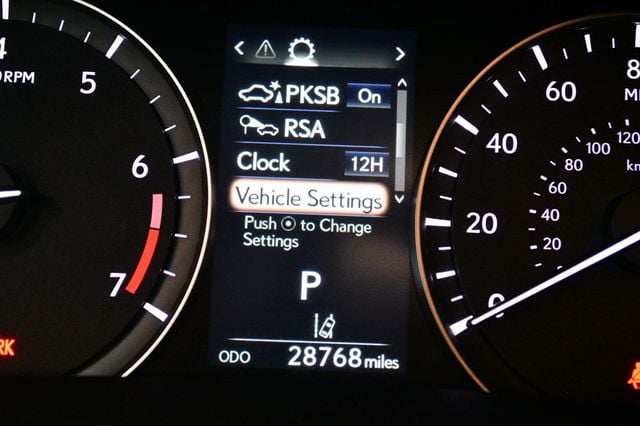 4
5
6
7
RPM
PKSB On
RSA
Clock 12H
Vehicle Settings
Push to Change
Settings
P
ODO 28768 miles
60
40
20
0
120
100
80
60
40
20